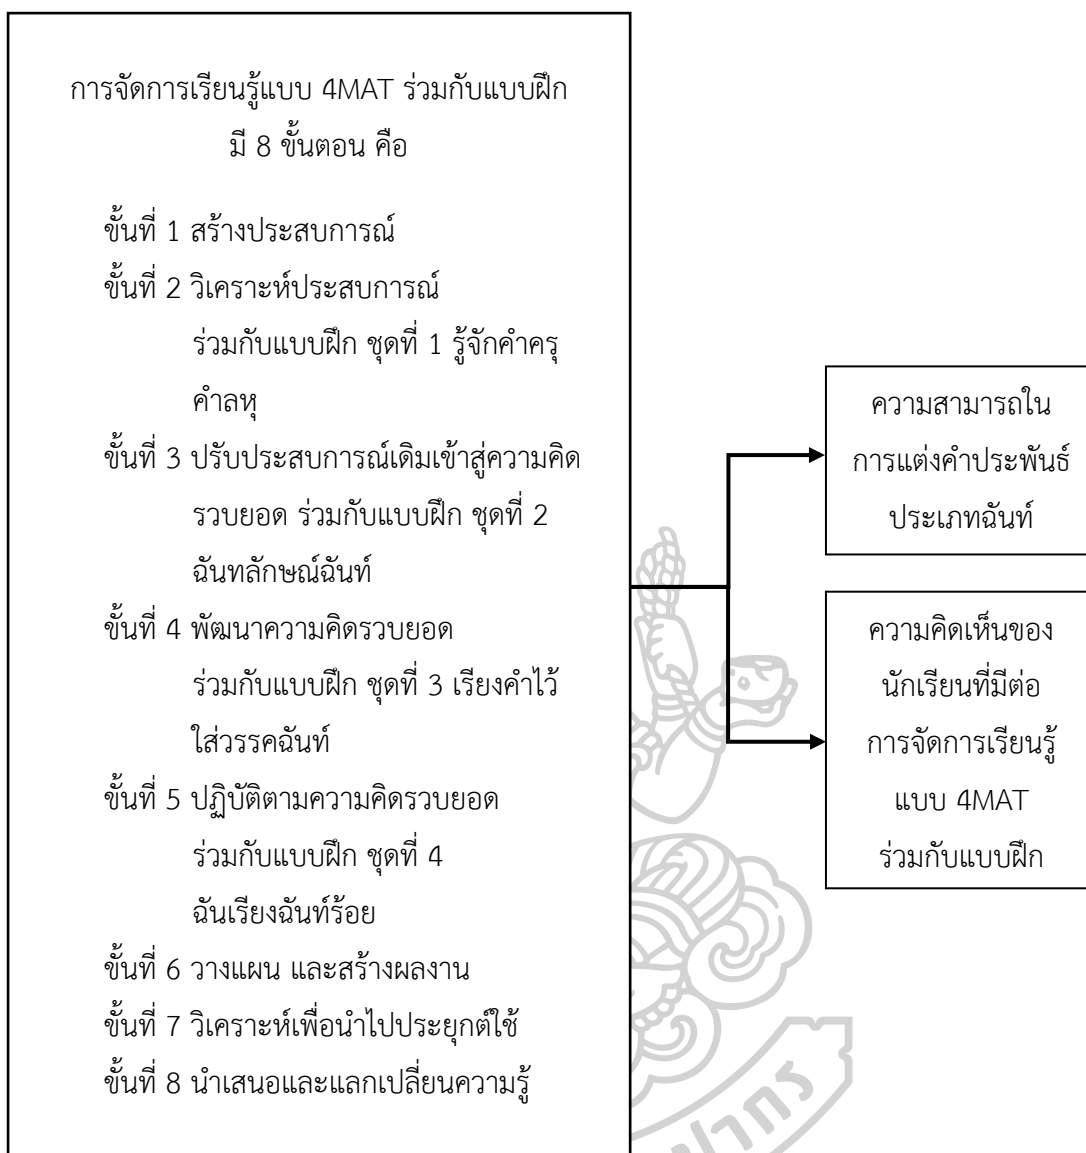 การจัดการเรียนรู้แบบ 4MAT ร่วมกับแบบฝึก
มี 8 ขั้นตอน คือ
ขั้นที่ 1 สร้างประสบการณ์
ขั้นที่ 2 วิเคราะห์ประสบการณ์
ร่วมกับแบบฝึก ชุดที่ 1 รู้จักคำครุ
คำลหุ
ขั้นที่ 3 ปรับประสบการณ์เดิมเข้าสู่ความคิด
รวบยอด ร่วมกับแบบฝึก ชุดที่ 2
ฉันทลักษณ์ฉันท์
ขั้นที่ 4 พัฒนาความคิดรวบยอด
ร่วมกับแบบฝึก ชุดที่ 3 เรียงคำไว้
ใส่วรรคฉันท์
ขั้นที่ 5 ปฏิบัติตามความคิดรวบยอด
ร่วมกับแบบฝึก ชุดที่ 4
ฉันเรียงฉันท์ร้อย
ขั้นที่ 6 วางแผน และสร้างผลงาน
ขั้นที่ 7 วิเคราะห์เพื่อนำไปประยุกต์ใช้
ขั้นที่ 8 นำเสนอและแลกเปลี่ยนความรู้
ความสามารถใน
การแต่งคำประพันธ์
ประเภทฉันท์
ความคิดเห็นของ
นักเรียนที่มีต่อ
การจัดการเรียนรู้
แบบ 4MAT
ร่วมกับแบบฝึก